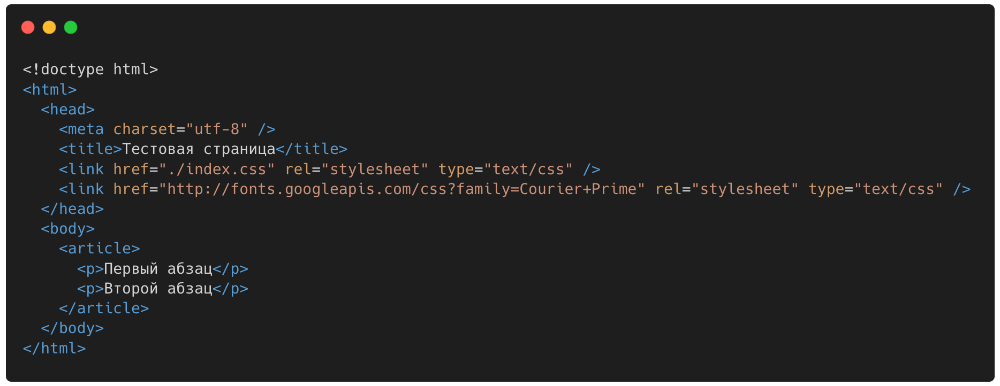 <!doctype html>
<html>
  <head>
    <meta charset="utf-8" />
    <title>Тестовая страница</title>
    <link href="./index.css" rel="stylesheet" type="text/css" />
    <link href="http://fonts.googleapis.com/css?family=Courier+Prime" rel="stylesheet" type="text/css" />
  </head>
  <body>
    <article>
      <p>Первый абзац</p>
      <p>Второй абзац</p>
    </article>
  </body>
</html>